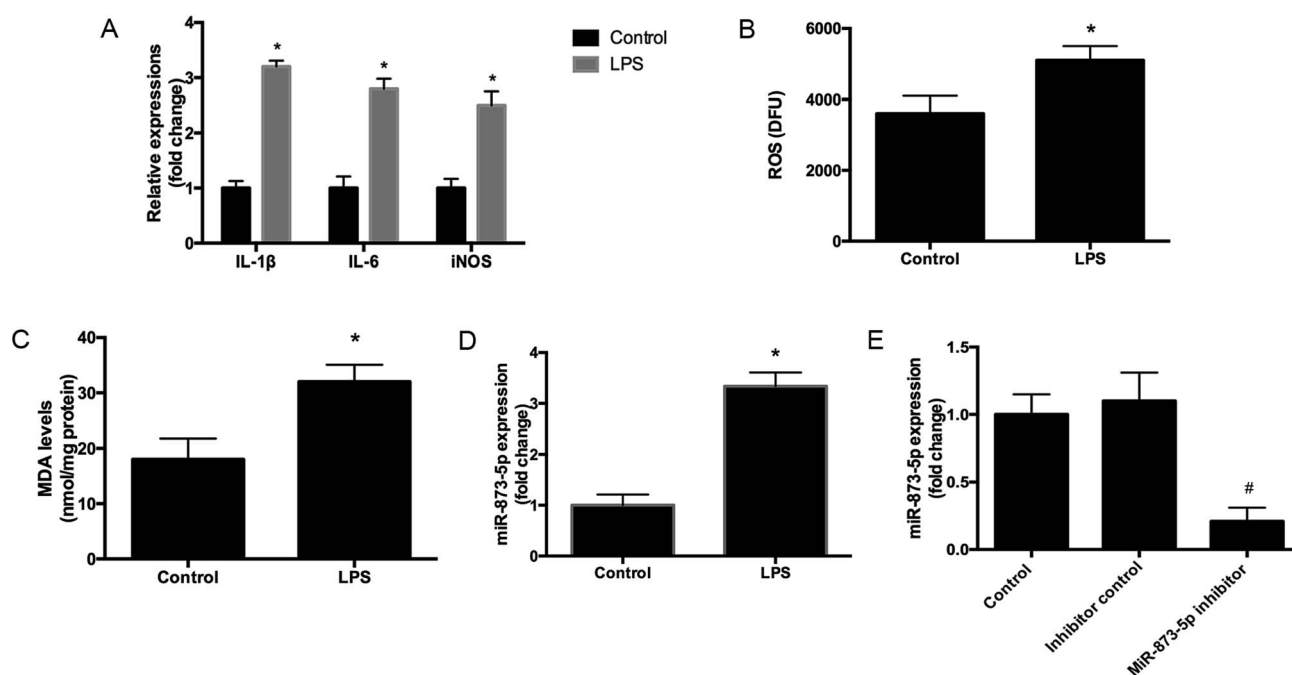 A
Relative expressions
(fold change)
4
3
2
1
0
* * *
IL-1β IL-6 iNOS
Control
LPS
B
ROS (DFU)
6000
4000
2000
0
*
Control LPS
C
MDA levels
(nmol/mg protein)
40
30
20
10
0
*
Control LPS
D
miR-873-5p expression
(fold change)
4
3
2
1
0
*
Control LPS
E
miR-873-5p expression
(fold change)
1.5
1.0
0.5
0.0
#
Control
Inhibitor control
MiR-873-5p inhibitor